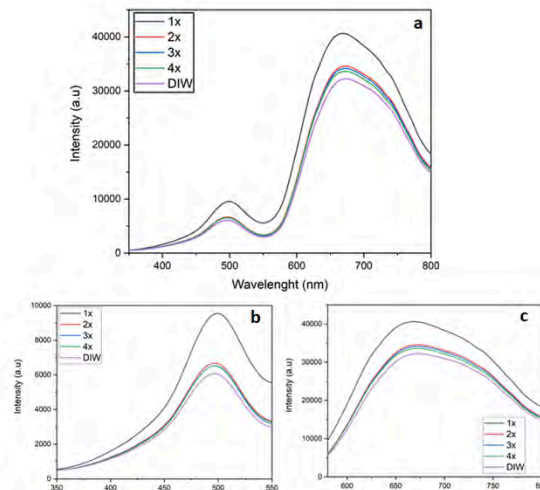 a
1x
2x
3x
4x
DIW
Intensity (a.u)
40000
30000
20000
10000
0
400
500
600
700
800
Wavelenght (nm)
b
1x
2x
3x
4x
DIW
Intensity (a.u)
10000
8000
6000
4000
2000
0
350
400
450
500
550
c
1x
2x
3x
4x
DIW
intensity (a.u)
50000
40000
30000
20000
10000
0
600
650
700
750
800